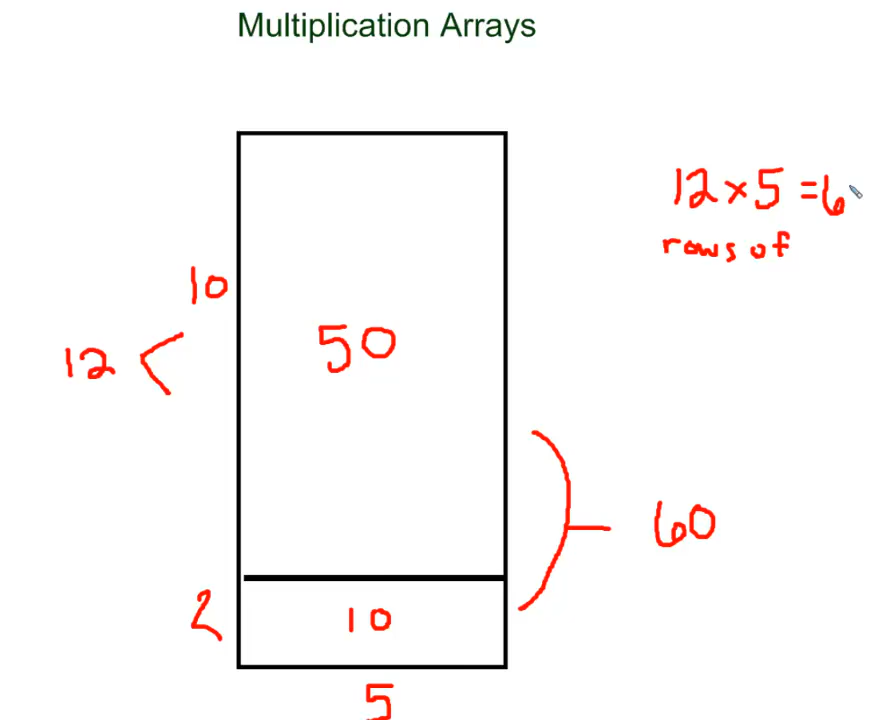 Multiplication Arrays
12 × 5 = 6
rows of
10
50
12
60
2
10
5